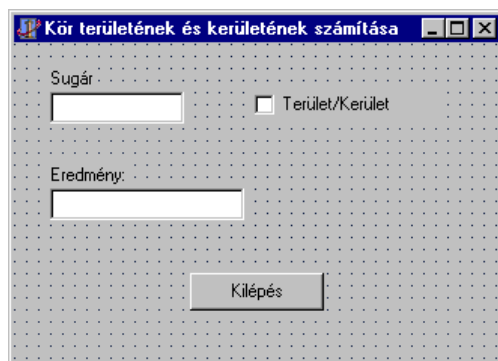 Kör területének és kerületének számítása
Sugár
Terület/Kerület
Eredmény:
Kilépés